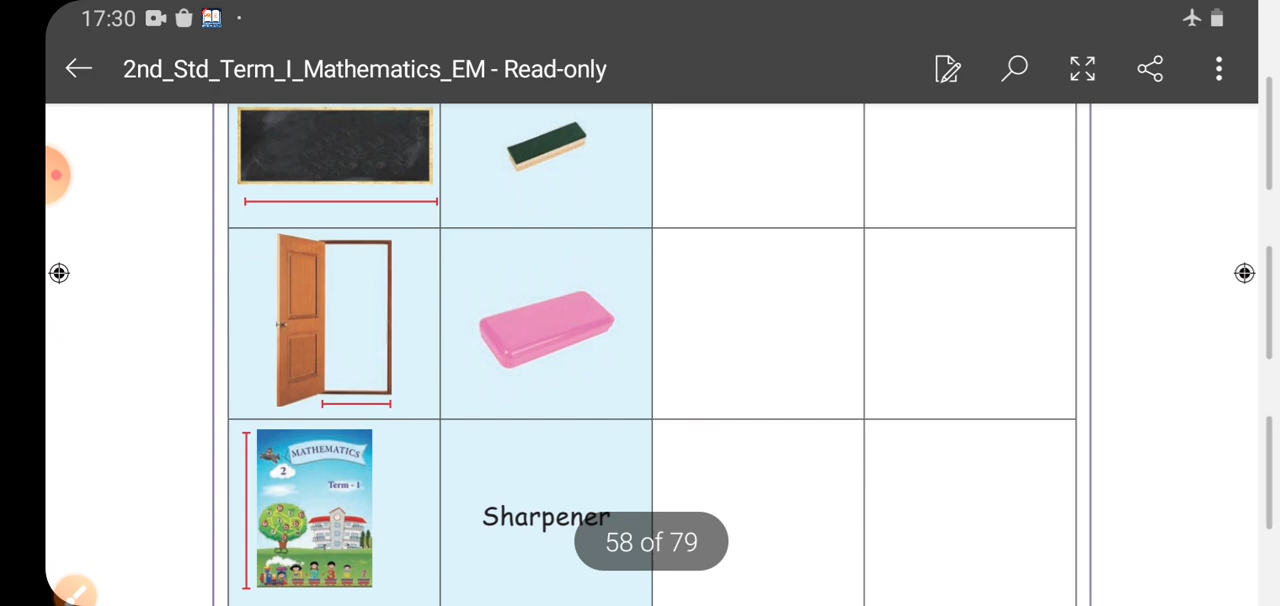 17:30
2nd_Std_Term_I_Mathematics_EM - Read-only
MATHEMATICS
2
Term - 1
Sharpener
58 of 79